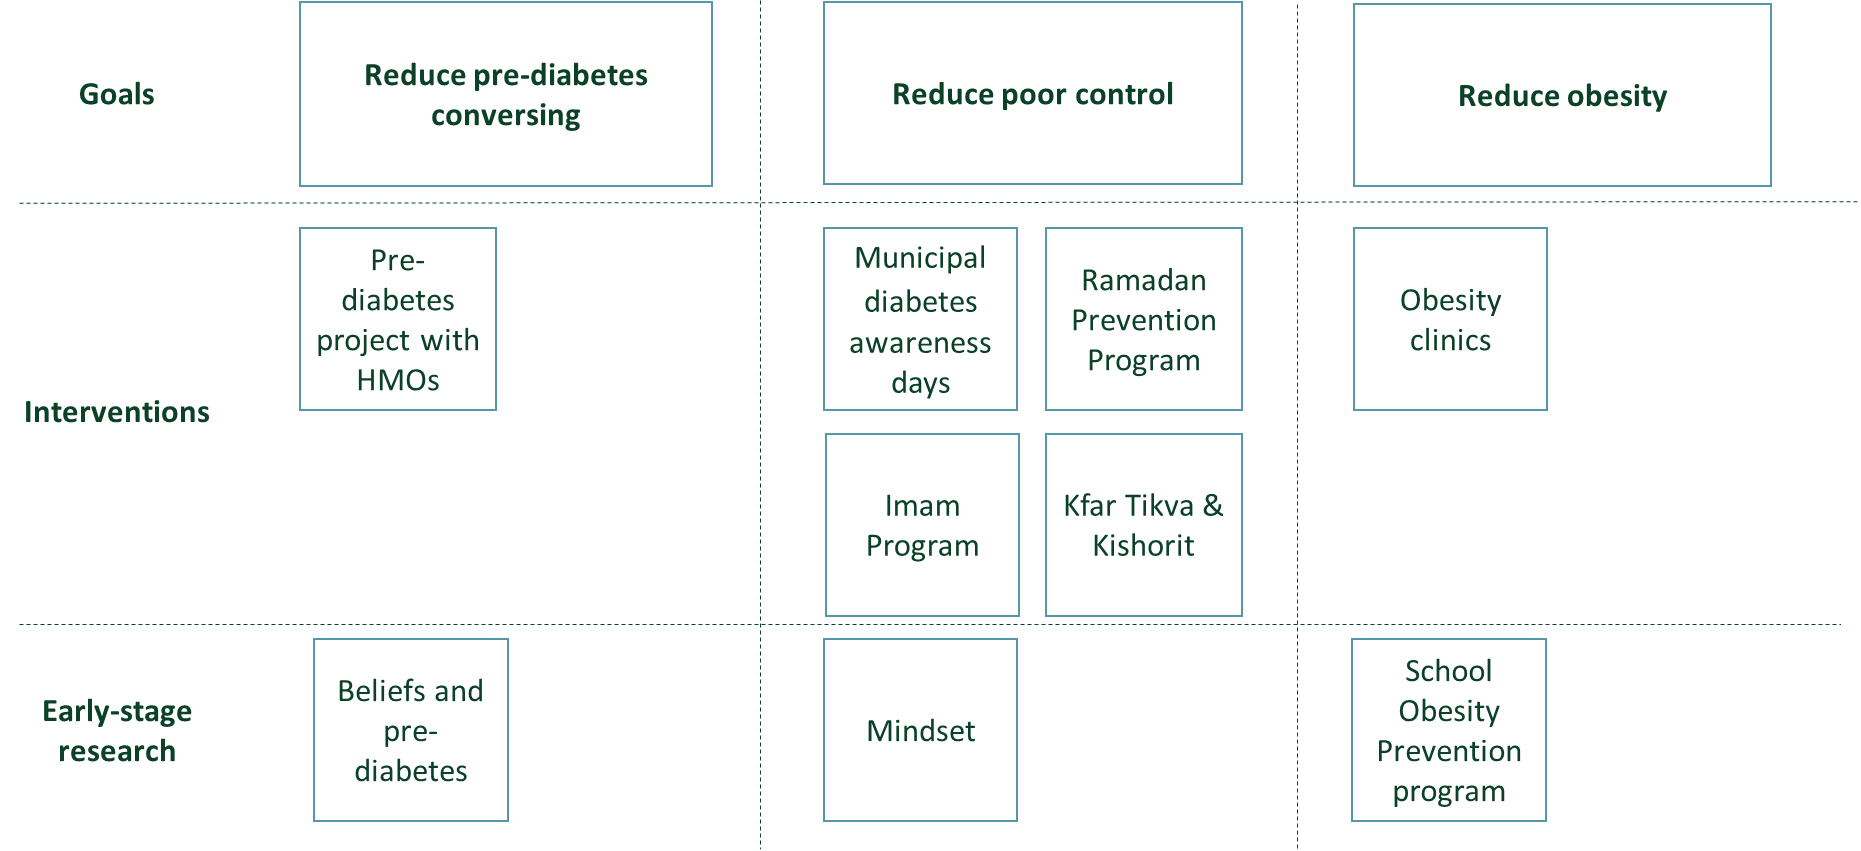 Goals
Reduce pre-diabetes
conversing
Reduce poor control
Reduce obesity
Interventions
Pre-
diabetes
project with
HMOs
Municipal
diabetes
awareness
days
Ramadan
Prevention
Program
Obesity
clinics
Imam
Program
Kfar Tikva &
Kishorit
Early-stage
research
Beliefs and
pre-
diabetes
Mindset
School
Obesity
Prevention
program